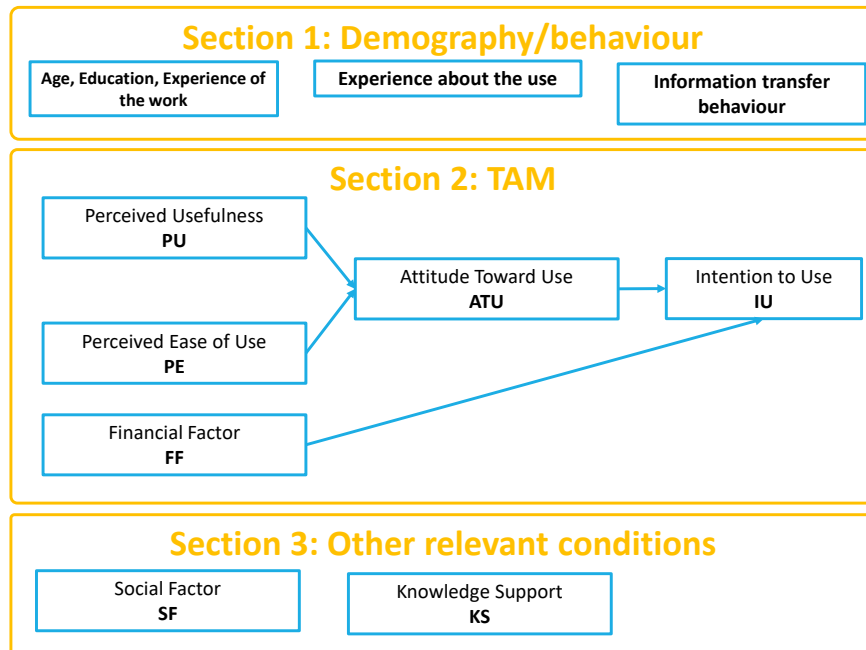 Section 1: Demography/behaviour
Age, Education, Experience of
the work
Experience about the use
Information transfer
behaviour
Section 2: TAM
Perceived Usefulness
PU
Attitude Toward Use
ATU
Intention to Use
IU
Perceived Ease of Use
PE
Financial Factor
FF
Section 3: Other relevant conditions
Social Factor
SF
Knowledge Support
KS